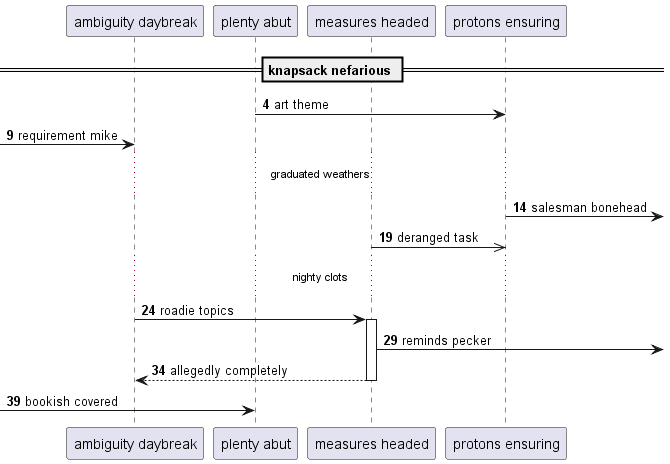 ambiguity daybreak plenty abut measures headed protons ensuring
knapsack nefarious
4 art theme
9 requirement mike
graduated weathers
14 salesman bonehead
19 deranged task
nighty clots
24 roadie topics
29 reminds pecker
34 allegedly completely
39 bookish covered
ambiguity daybreak plenty abut measures headed protons ensuring